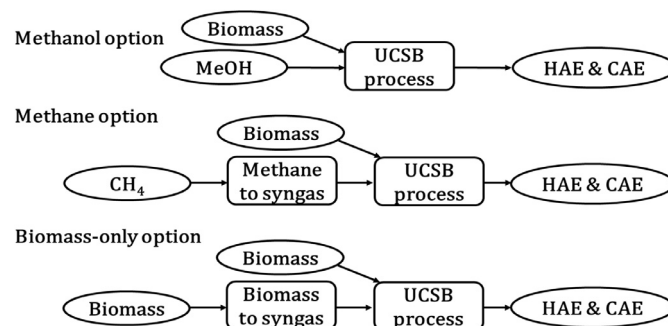 Methanol option
Biomass
MeOH
UCSB
process
HAE & CAE
Methane option
Biomass
CH₄
Methane
to syngas
UCSB
process
HAE & CAE
Biomass-only option
Biomass
Biomass
Biomass
to syngas
UCSB
process
HAE & CAE